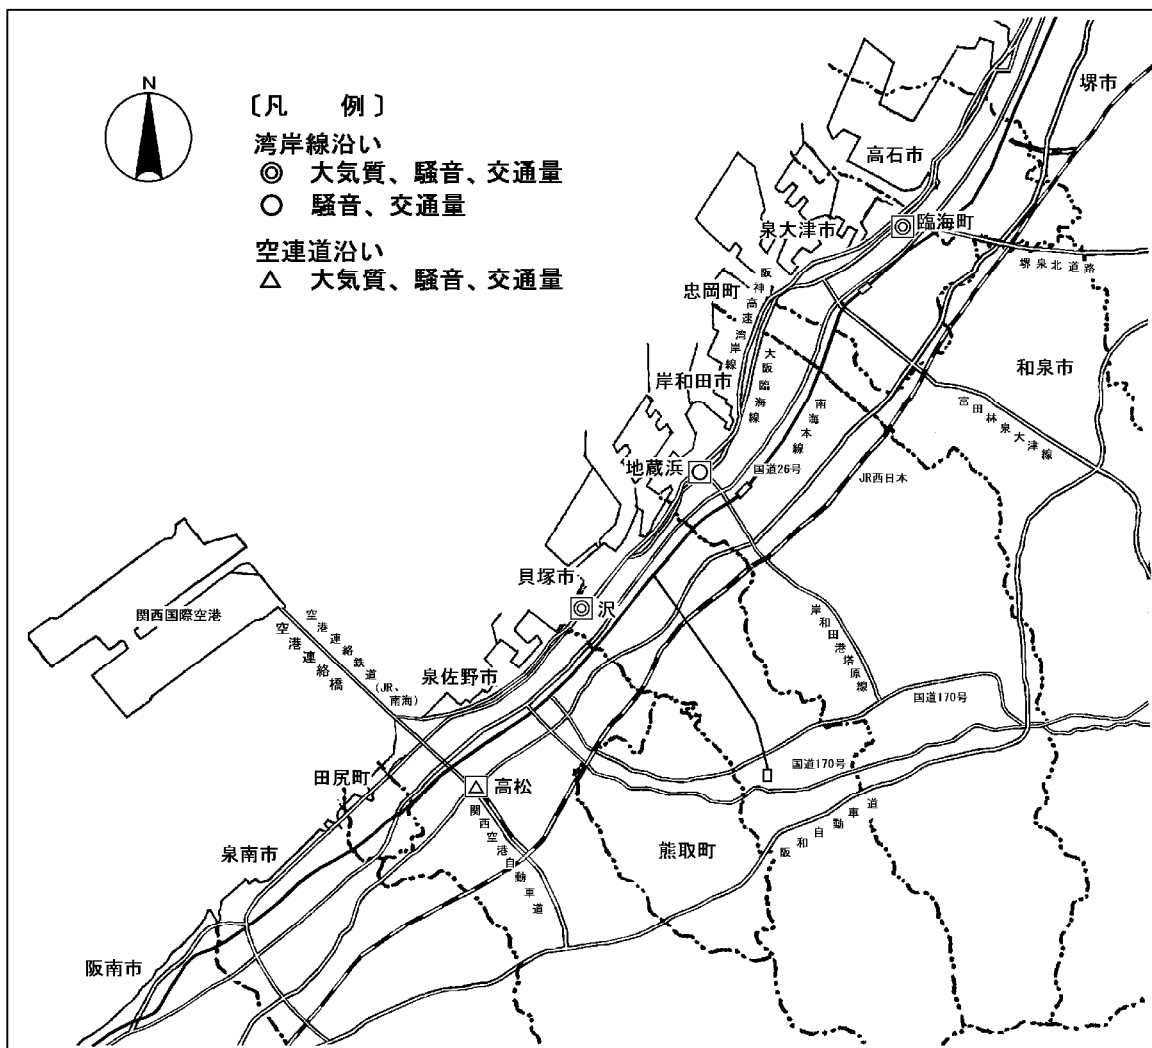 N
〔凡 例〕
湾岸線沿い
◎ 大気質、騒音、交通量
○ 騒音、交通量
空連道沿い
△ 大気質、騒音、交通量
堺市
高石市
臨海町
泉大津市
堺泉北道路
忠岡町
阪神高速湾岸線
大阪臨海線
和泉市
岸和田市
南海本線
富田林泉大津線
地蔵浜
国道26号
JR西日本
貝塚市
沢
関西国際空港
空港連絡鉄道
(JR、南海)
空港連絡橋
岸和田港塔原線
泉佐野市
国道170号
国道170号
田尻町
高松
関西空港自動車道
阪和自動車道
熊取町
泉南市
阪南市